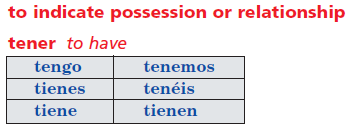 to indicate possession or relationship
tener to have
tengo tenemos
tienes tenéis
tiene tienen